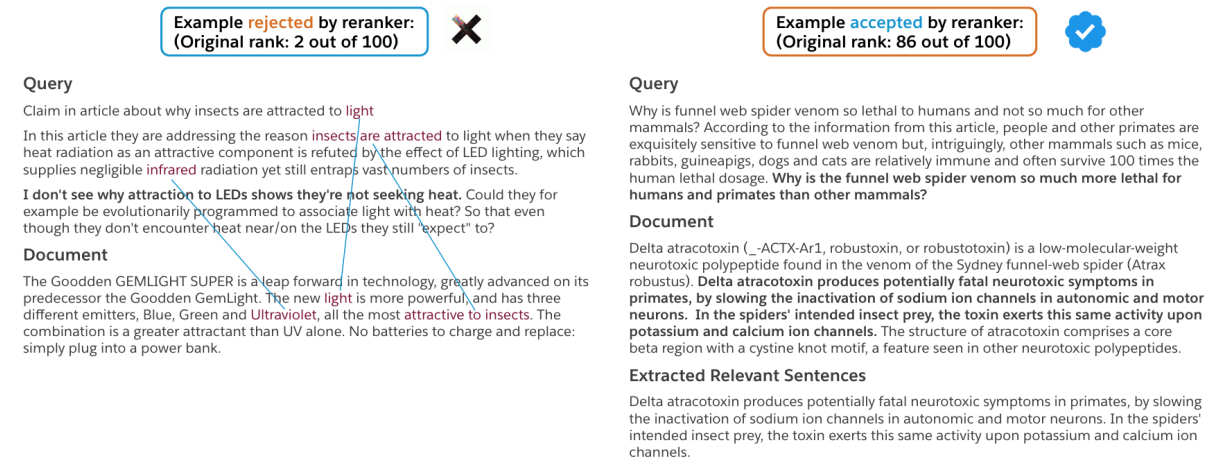 Example rejected by reranker:
(Original rank: 2 out of 100)
Query
Claim in article about why insects are attracted to light
In this article they are addressing the reason insects are attracted to light when they say
heat radiation as an attractive component is refuted by the effect of LED lighting, which
supplies negligible infrared radiation yet still entraps vast numbers of insects.
I don't see why attraction to LEDs shows they're not seeking heat. Could they for
example be evolutionarily programmed to associate light with heat? So that even
though they don't encounter heat near/on the LEDs they still "expect" to?
Document
The Goodden GEMLIGHT SUPER is a leap forward in technology, greatly advanced on its
predecessor the Goodden GemLight. The new light is more powerful, and has three
different emitters, Blue, Green and Ultraviolet, all the most attractive to insects. The
combination is a greater attractant than UV alone. No batteries to charge and replace:
simply plug into a power bank.
Example accepted by reranker:
(Original rank: 86 out of 100)
Query
Why is funnel web spider venom so lethal to humans and not so much for other
mammals? According to the information from this article, people and other primates are
exquisitely sensitive to funnel web venom but, intriguingly, other mammals such as mice,
rabbits, guineapigs, dogs and cats are relatively immune and often survive 100 times the
human lethal dosage. Why is the funnel web spider venom so much more lethal for
humans and primates than other mammals?
Document
Delta atracotoxin (_-ACTX-Ar1, robustoxin, or robustotoxin) is a low-molecular-weight
neurotoxic polypeptide found in the venom of the Sydney funnel-web spider (Atrax
robustus). Delta atracotoxin produces potentially fatal neurotoxic symptoms in
primates, by slowing the inactivation of sodium ion channels in autonomic and motor
neurons. In the spiders' intended insect prey, the toxin exerts this same activity upon
potassium and calcium ion channels. The structure of atracotoxin comprises a core
beta region with a cystine knot motif, a feature seen in other neurotoxic polypeptides.
Extracted Relevant Sentences
Delta atracotoxin produces potentially fatal neurotoxic symptoms in primates, by slowing
the inactivation of sodium ion channels in autonomic and motor neurons. In the spiders'
intended insect prey, the toxin exerts this same activity upon potassium and calcium ion
channels.